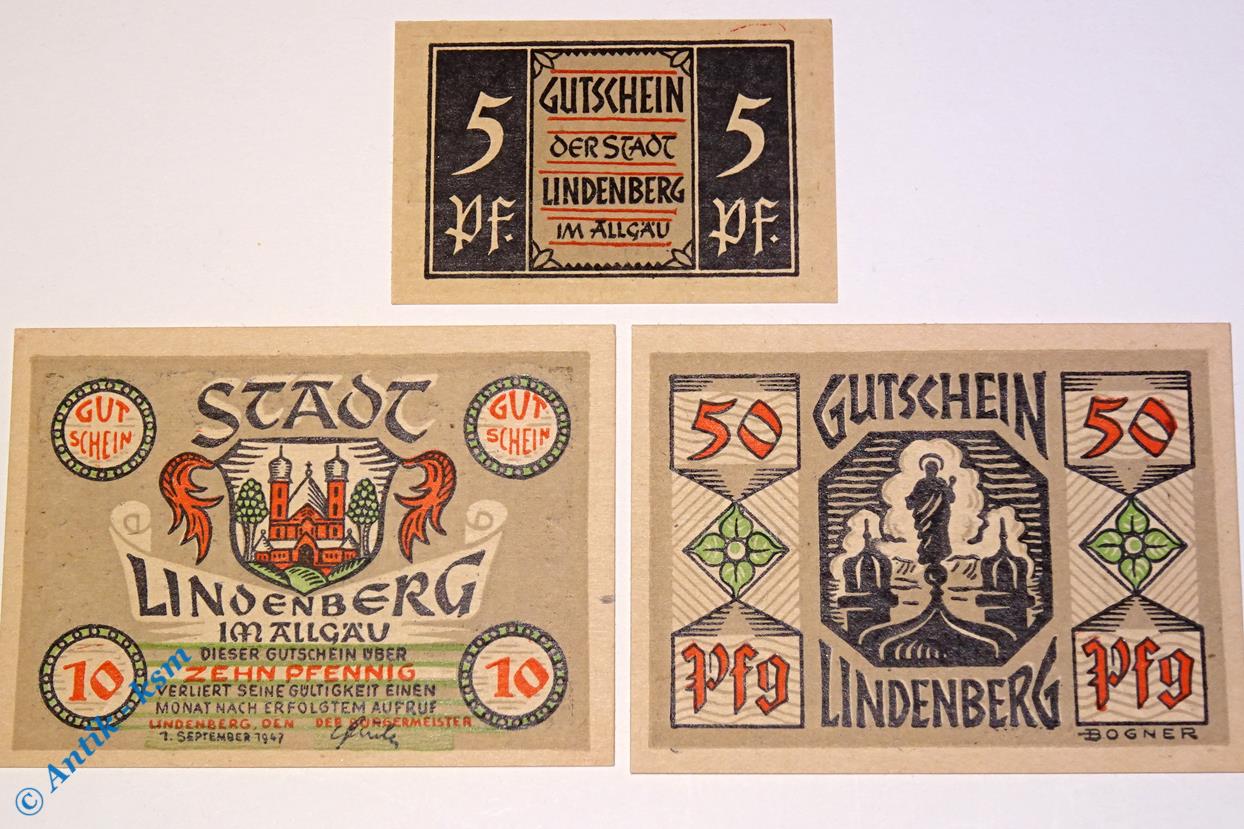 5
Pf.
GUTSCHEIN
DER STADT
LINDENBERG
IM ALLGÄU
5
Pf.
GUT
SCHEIN
STADT
GUT
SCHEIN
LINDENBERG
IM ALLGÄU
DIESER GUTSCHEIN ÜBER
ZEHN PFENNIG
VERLIERT SEINE GÜLTIGKEIT EINEN
MONAT NACH ERFOLGTEM AUFRUF
LINDENBERG, DEN DER BÜRGERMEISTER
1. SEPTEMBER 1947
10
10
50
GUTSCHEIN
50
Pfg
LINDENBERG
Pfg
BOGNER